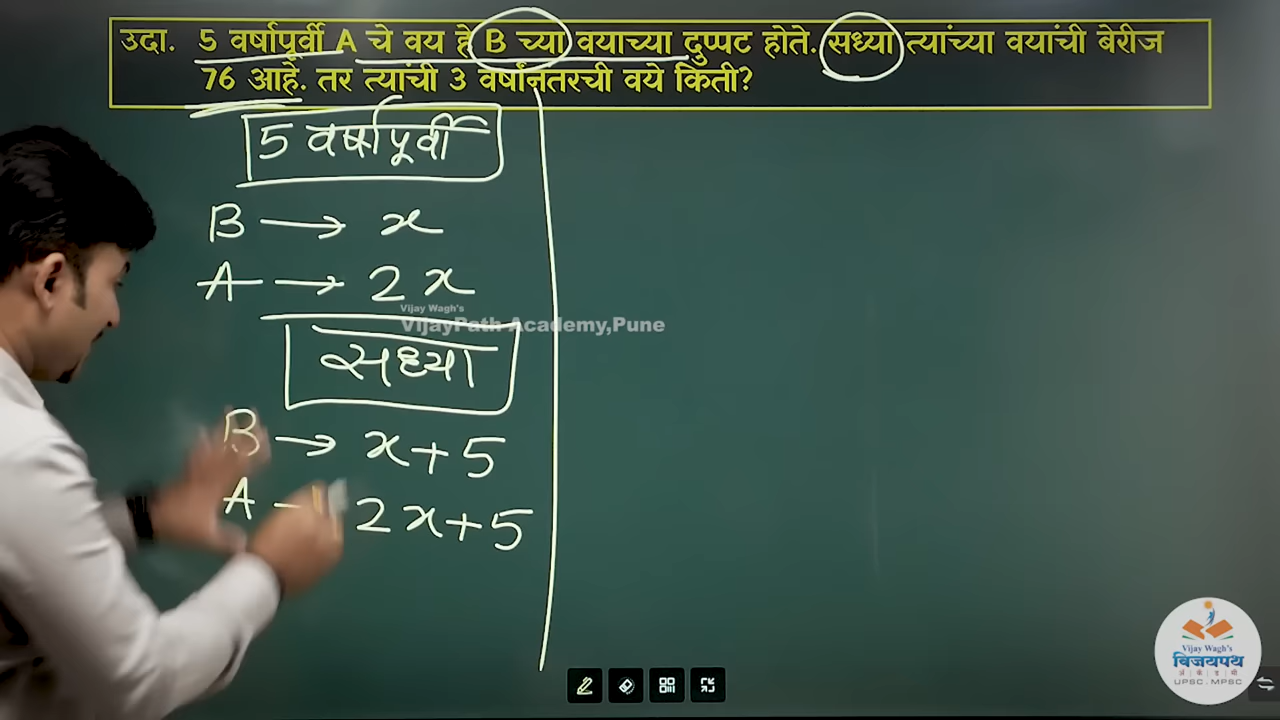 उदा. 5 वर्षापूर्वी A चे वय हे B च्या वयाच्या दुप्पट होते. सध्या त्यांच्या वयांची बेरीज
76 आहे. तर त्यांची 3 वर्षांनतरची वये किती?
5 वर्षापूर्वी
B → x
A → 2x
Vijay Wagh's
VijayPath Academy,Pune
सध्या
B → x+5
A → 2x+5
Vijay Wagh's
विजयपथ
UPSC.MPSC